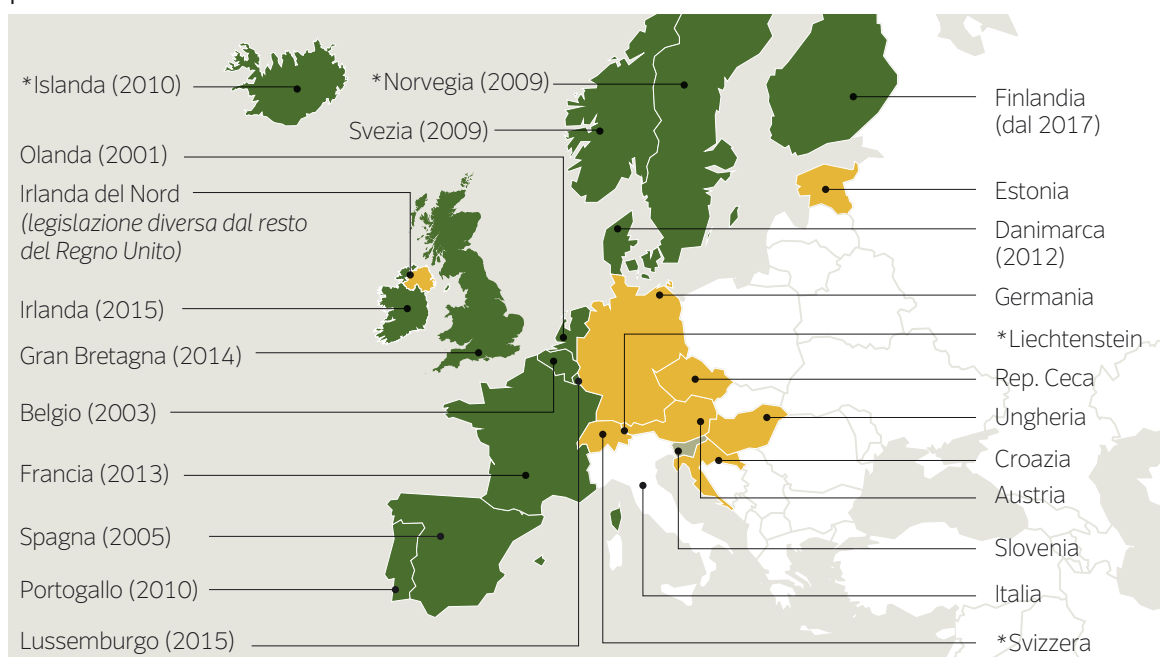 *Islanda (2010)
*Norvegia (2009)
Svezia (2009)
Olanda (2001)
Irlanda del Nord
(legislazione diversa dal resto
del Regno Unito)
Irlanda (2015)
Gran Bretagna (2014)
Belgio (2003)
Francia (2013)
Spagna (2005)
Portogallo (2010)
Lussemburgo (2015)
Finlandia
(dal 2017)
Estonia
Danimarca
(2012)
Germania
*Liechtenstein
Rep. Ceca
Ungheria
Croazia
Austria
Slovenia
Italia
*Svizzera